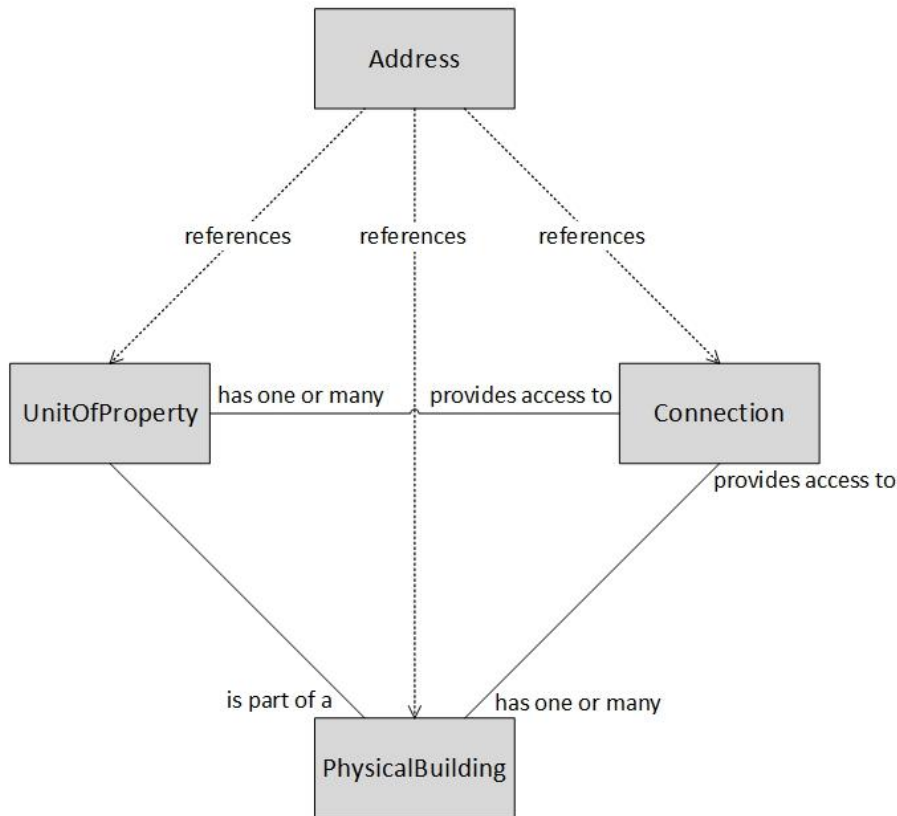 Address
references
references
references
UnitOfProperty
has one or many
provides access to
Connection
provides access to
is part of a
has one or many
PhysicalBuilding